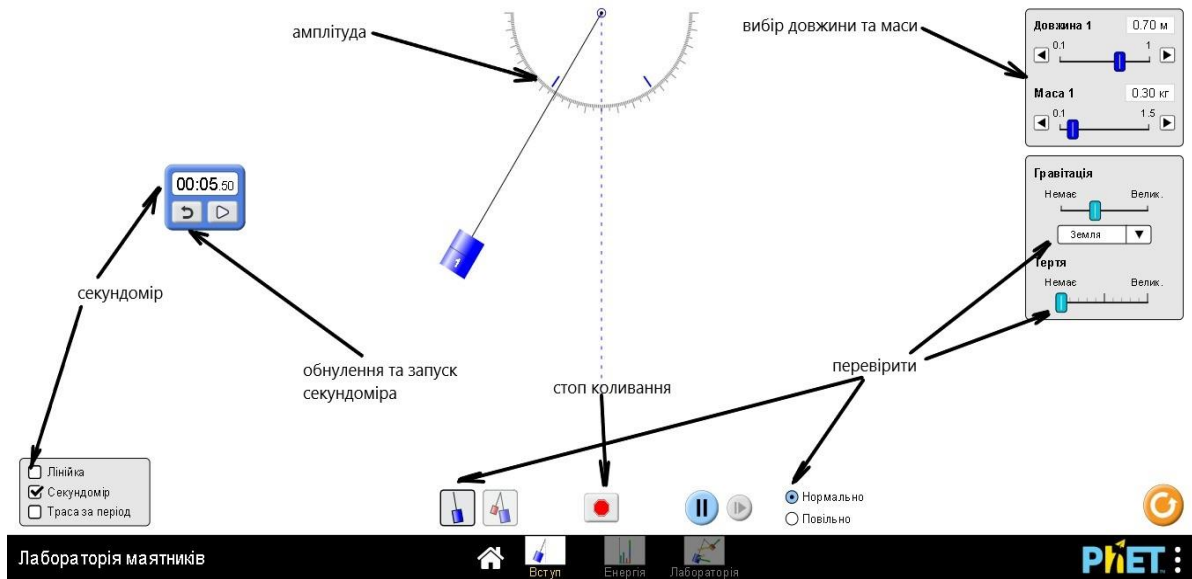 амплітуда
вибір довжини та маси
Довжина 1 0.70 м
0.1 1
Маса 1 0.30 кг
0.1 1.5
Гравітація
Немає Велик.
Земля
Тертя
Немає Велик.
00:05.50
1
секундомір
обнулення та запуск
секундоміра
стоп коливання
перевірити
Лінійка
Секундомір
Траса за період
Нормально
Повільно
Лабораторія маятників
Вступ
Енергія
Лабораторія
PhET